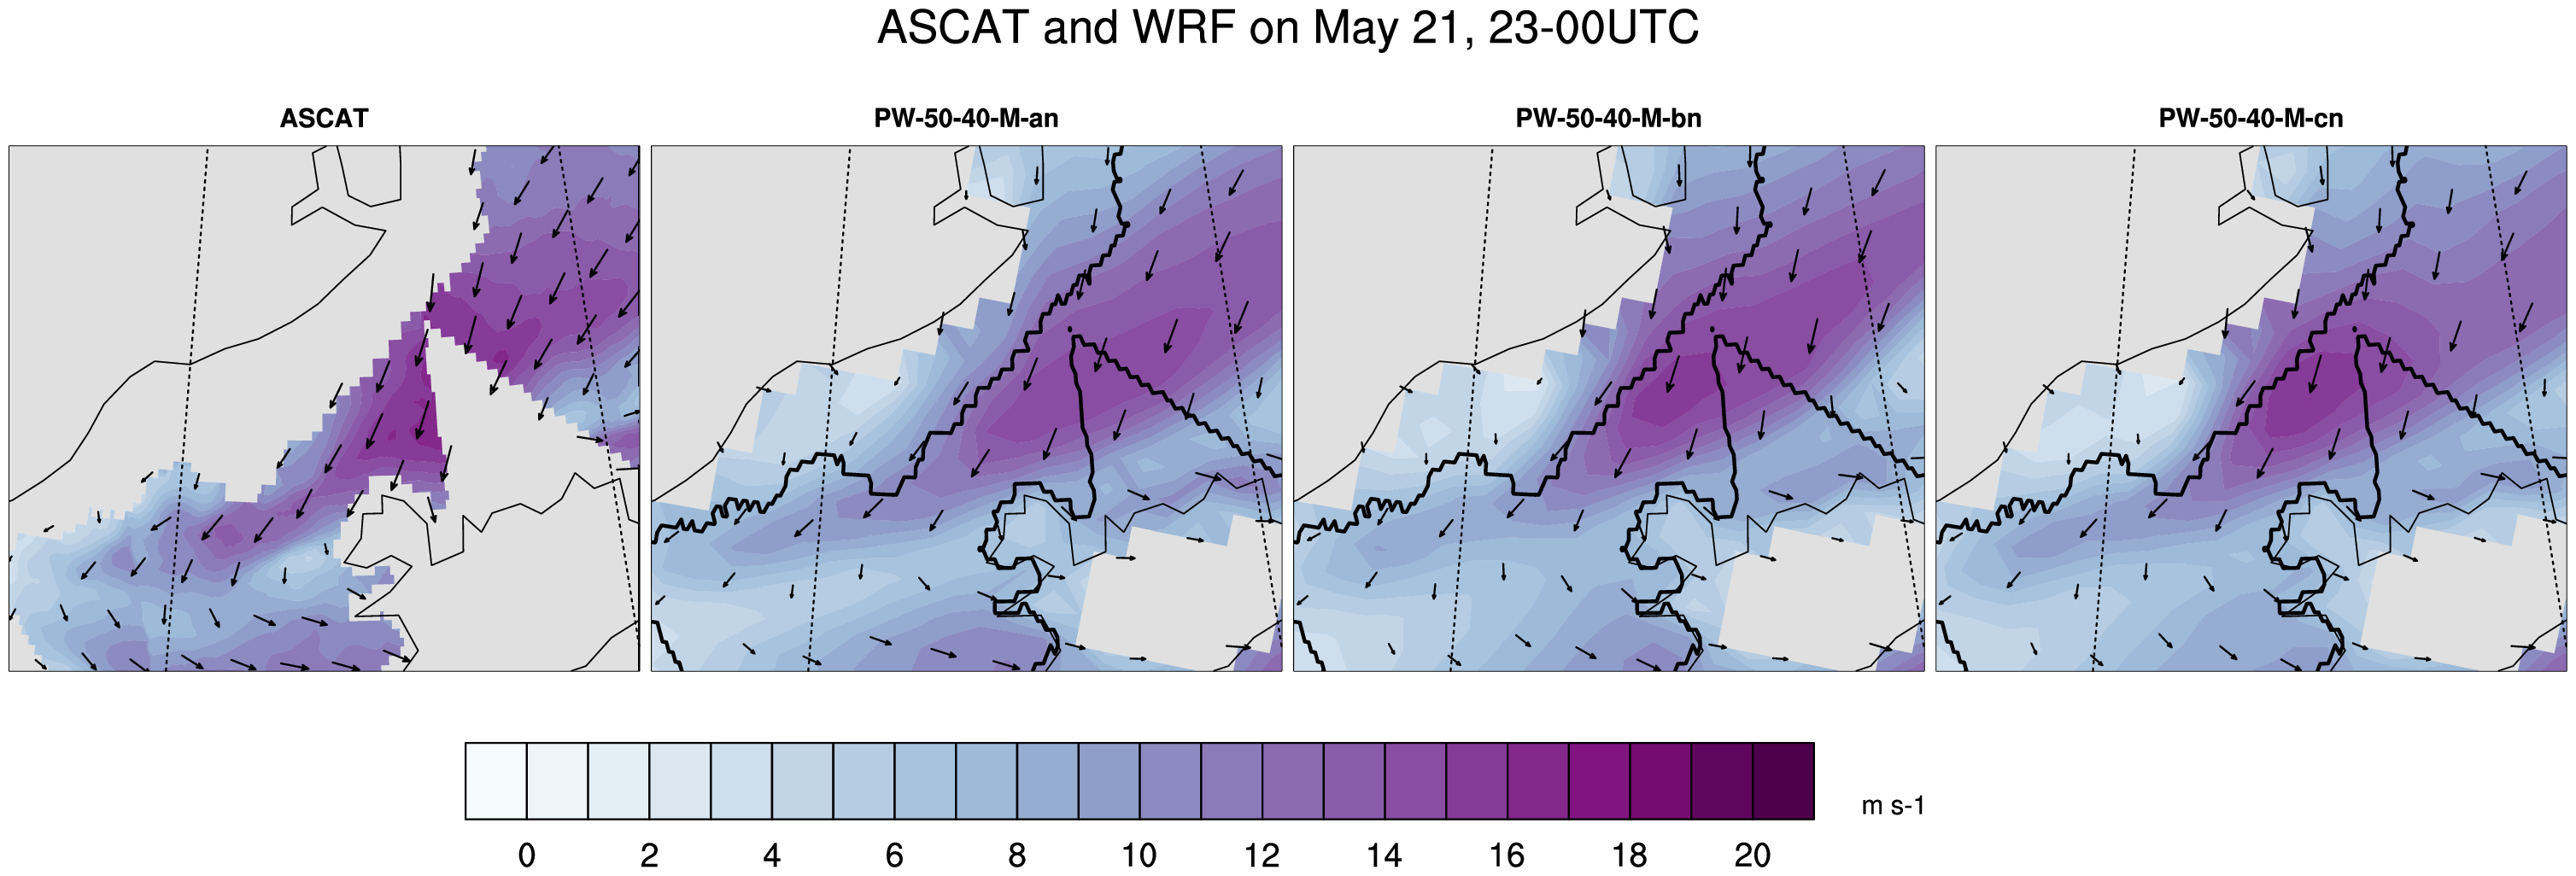 ASCAT and WRF on May 21, 23-00UTC
ASCAT PW-50-40-M-an PW-50-40-M-bn PW-50-40-M-cn
m s-1
0 2 4 6 8 10 12 14 16 18 20